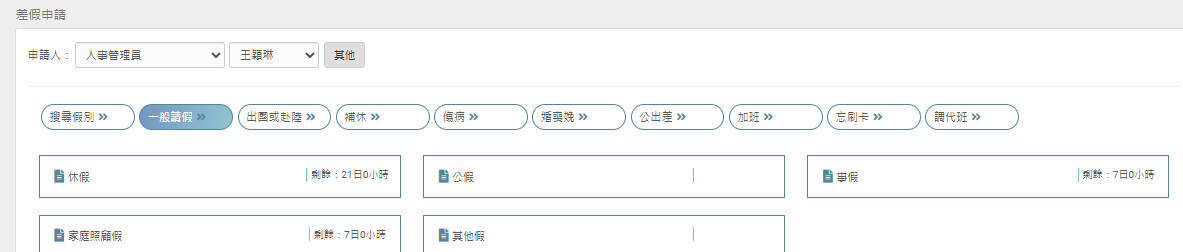 差假申請
申請人： 人事管理員 王穎琳 其他
搜尋假別 » 一般請假 » 出國或赴陸 » 補休 » 傷病 » 婚喪娩 » 公出差 » 加班 » 忘刷卡 » 調代班 »
休假 剩餘：21日0小時 公假 事假 剩餘：7日0小時
家庭照顧假 剩餘：7日0小時 其他假